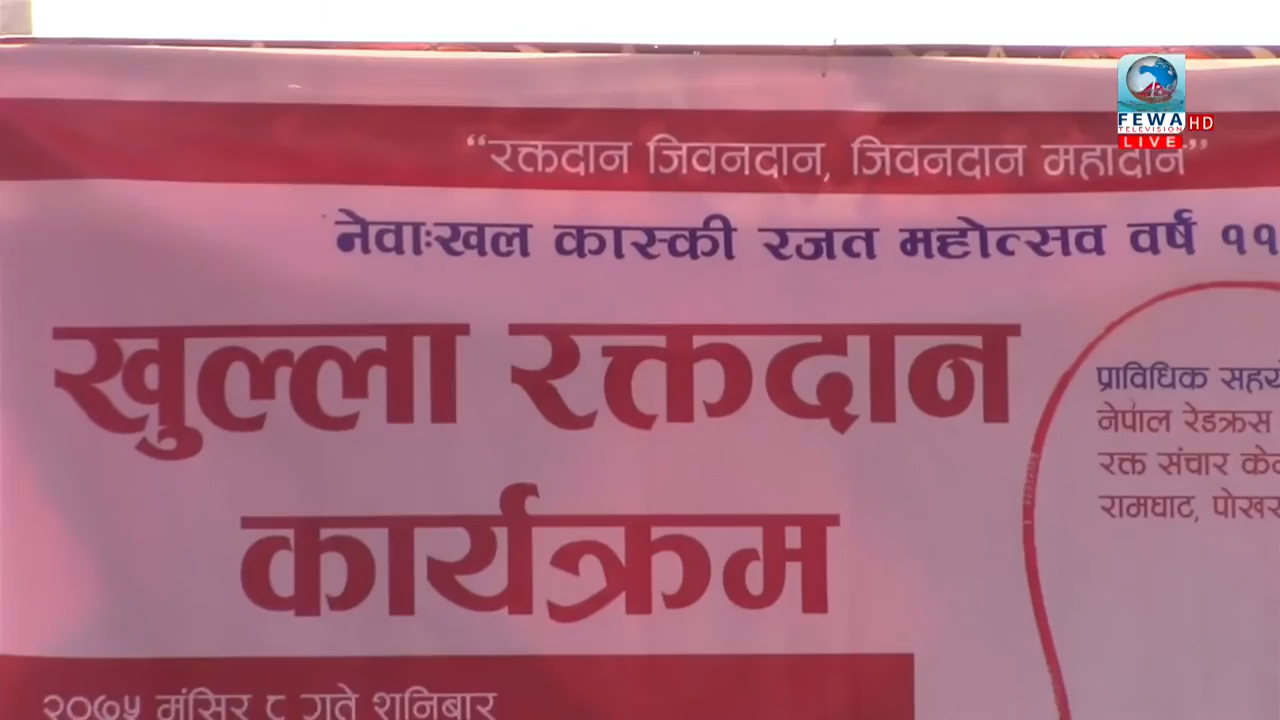 FEWA HD
TELEVISION
LIVE
“रक्तदान जिवनदान, जिवनदान महादान”
नेवाःखल कास्की रजत महोत्सव वर्ष ११
खुल्ला रक्तदान
कार्यक्रम
प्राविधिक
नेपाल रेडक्रस
रक्त संचार
रामघाट,
२०७५ मंसिर ८ गते शनिबार